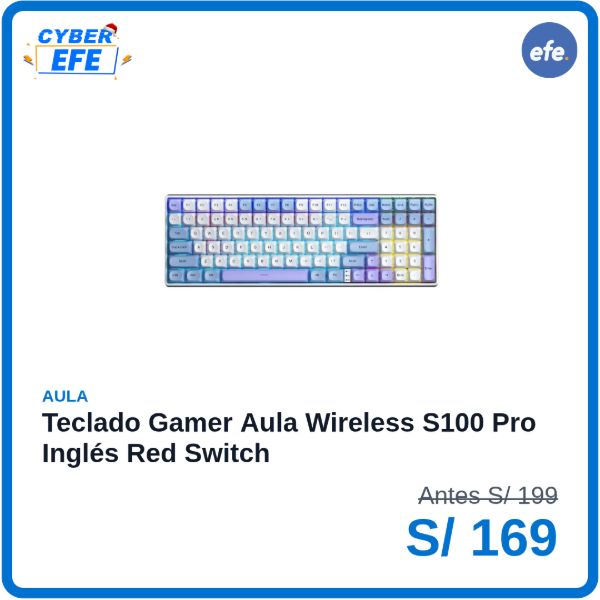 CYBER
EFE
efe.
AULA
Teclado Gamer Aula Wireless S100 Pro
Inglés Red Switch
Antes S/ 199
S/ 169